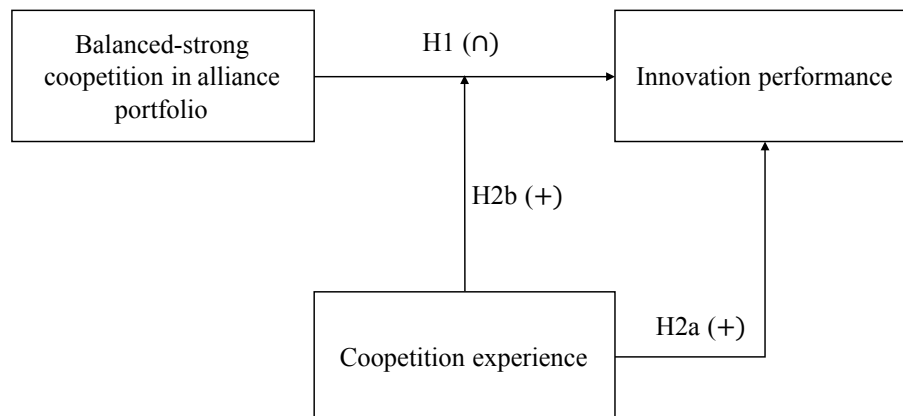 Balanced-strong
coopetition in alliance
portfolio
H1 (∩)
Innovation performance
H2b (+)
Coopetition experience
H2a (+)